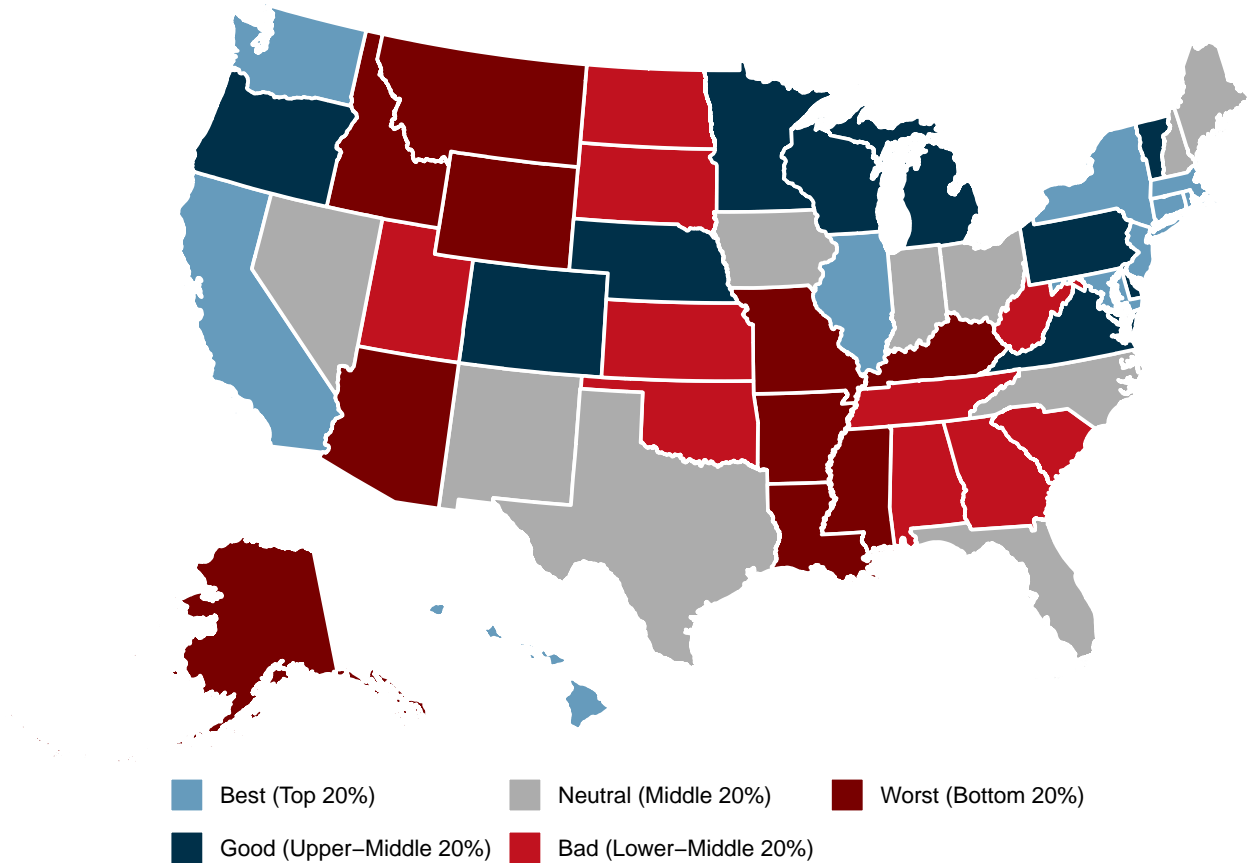 Best (Top 20%)
Neutral (Middle 20%)
Worst (Bottom 20%)
Good (Upper−Middle 20%)
Bad (Lower−Middle 20%)